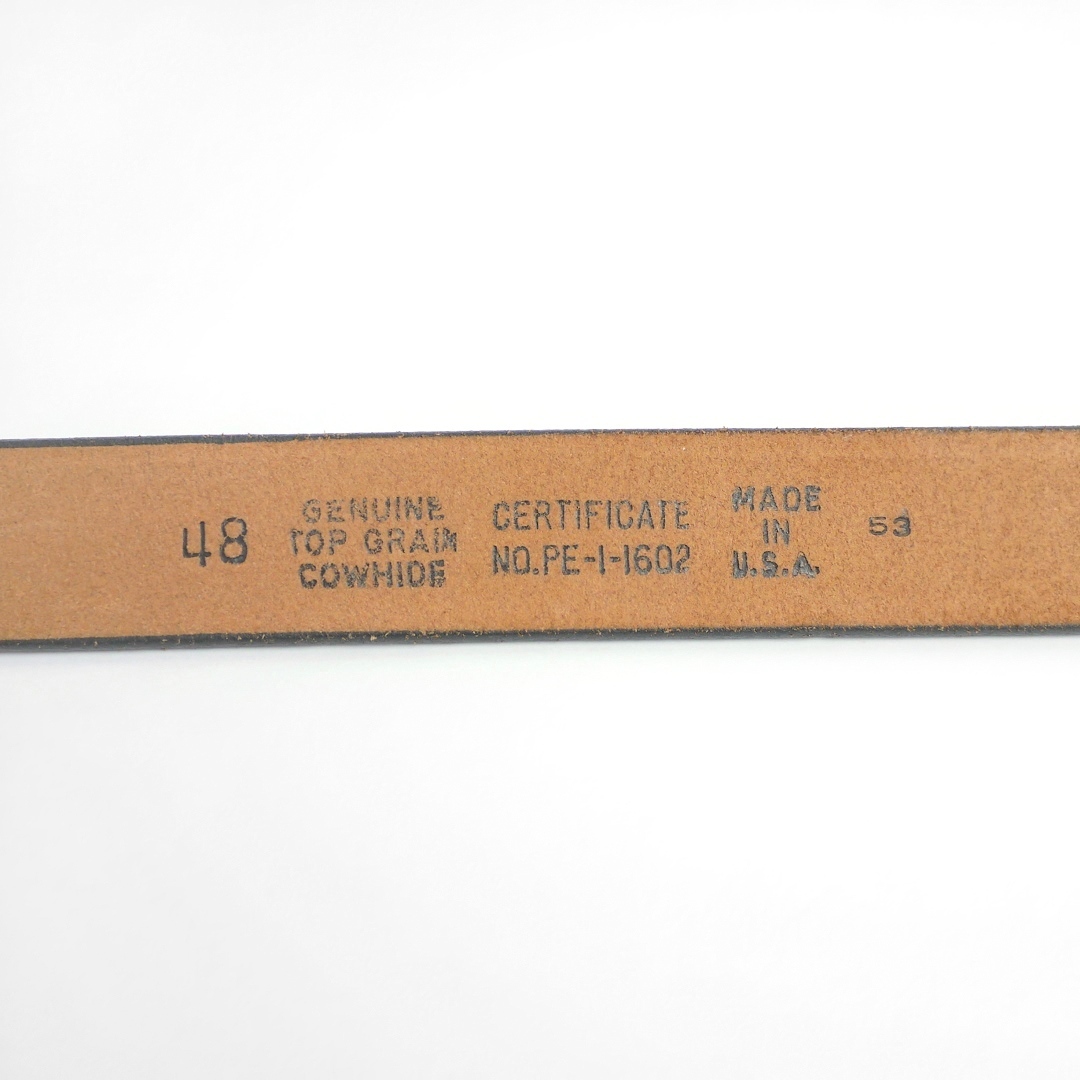 48
GENUINE
TOP GRAIN
COWHIDE
CERTIFICATE
NO.PE-1-1602
MADE
IN
U.S.A.
53